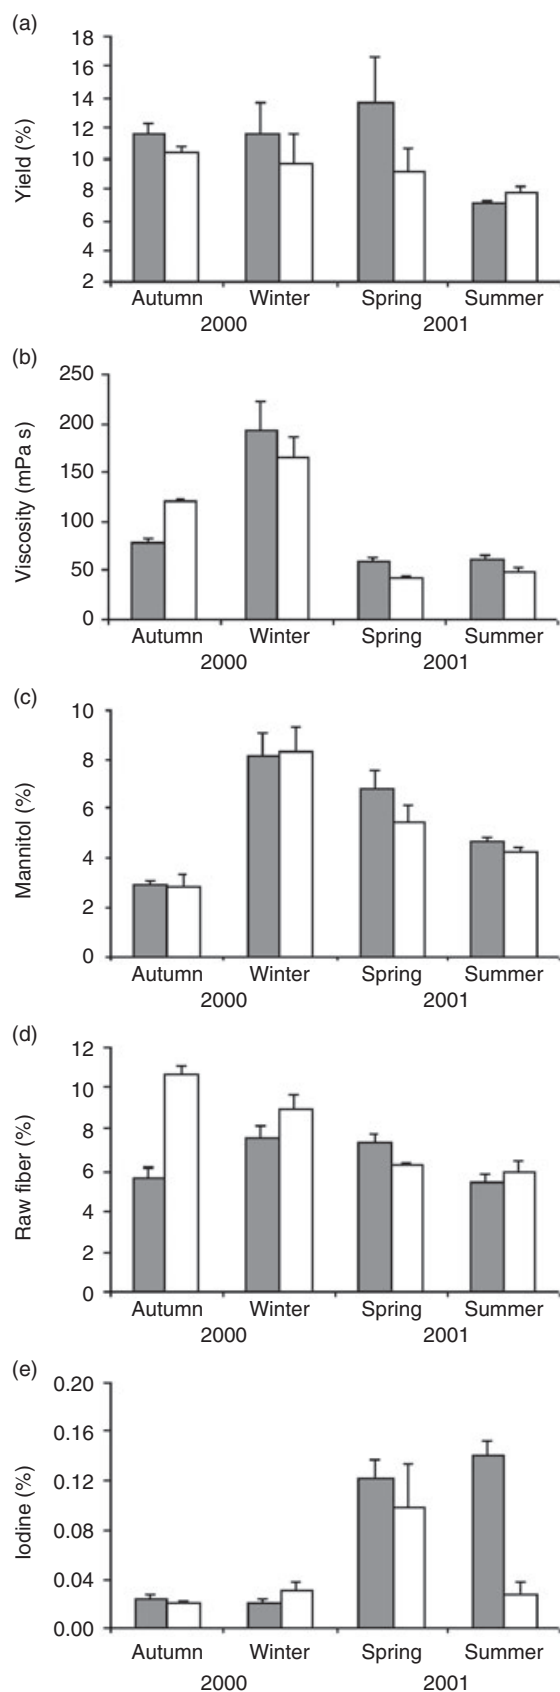 (a)
18
16
14
12
10
8
6
4
2
Yield (%)
Autumn Winter Spring Summer
2000 2001
(b)
250
200
150
100
50
0
Viscosity (mPa s)
Autumn Winter Spring Summer
2000 2001
(c)
10
8
6
4
2
0
Mannitol (%)
Autumn Winter Spring Summer
2000 2001
(d)
12
10
8
6
4
2
0
Raw fiber (%)
Autumn Winter Spring Summer
2000 2001
(e)
0.20
0.16
0.12
0.08
0.04
0.00
Iodine (%)
Autumn Winter Spring Summer
2000 2001